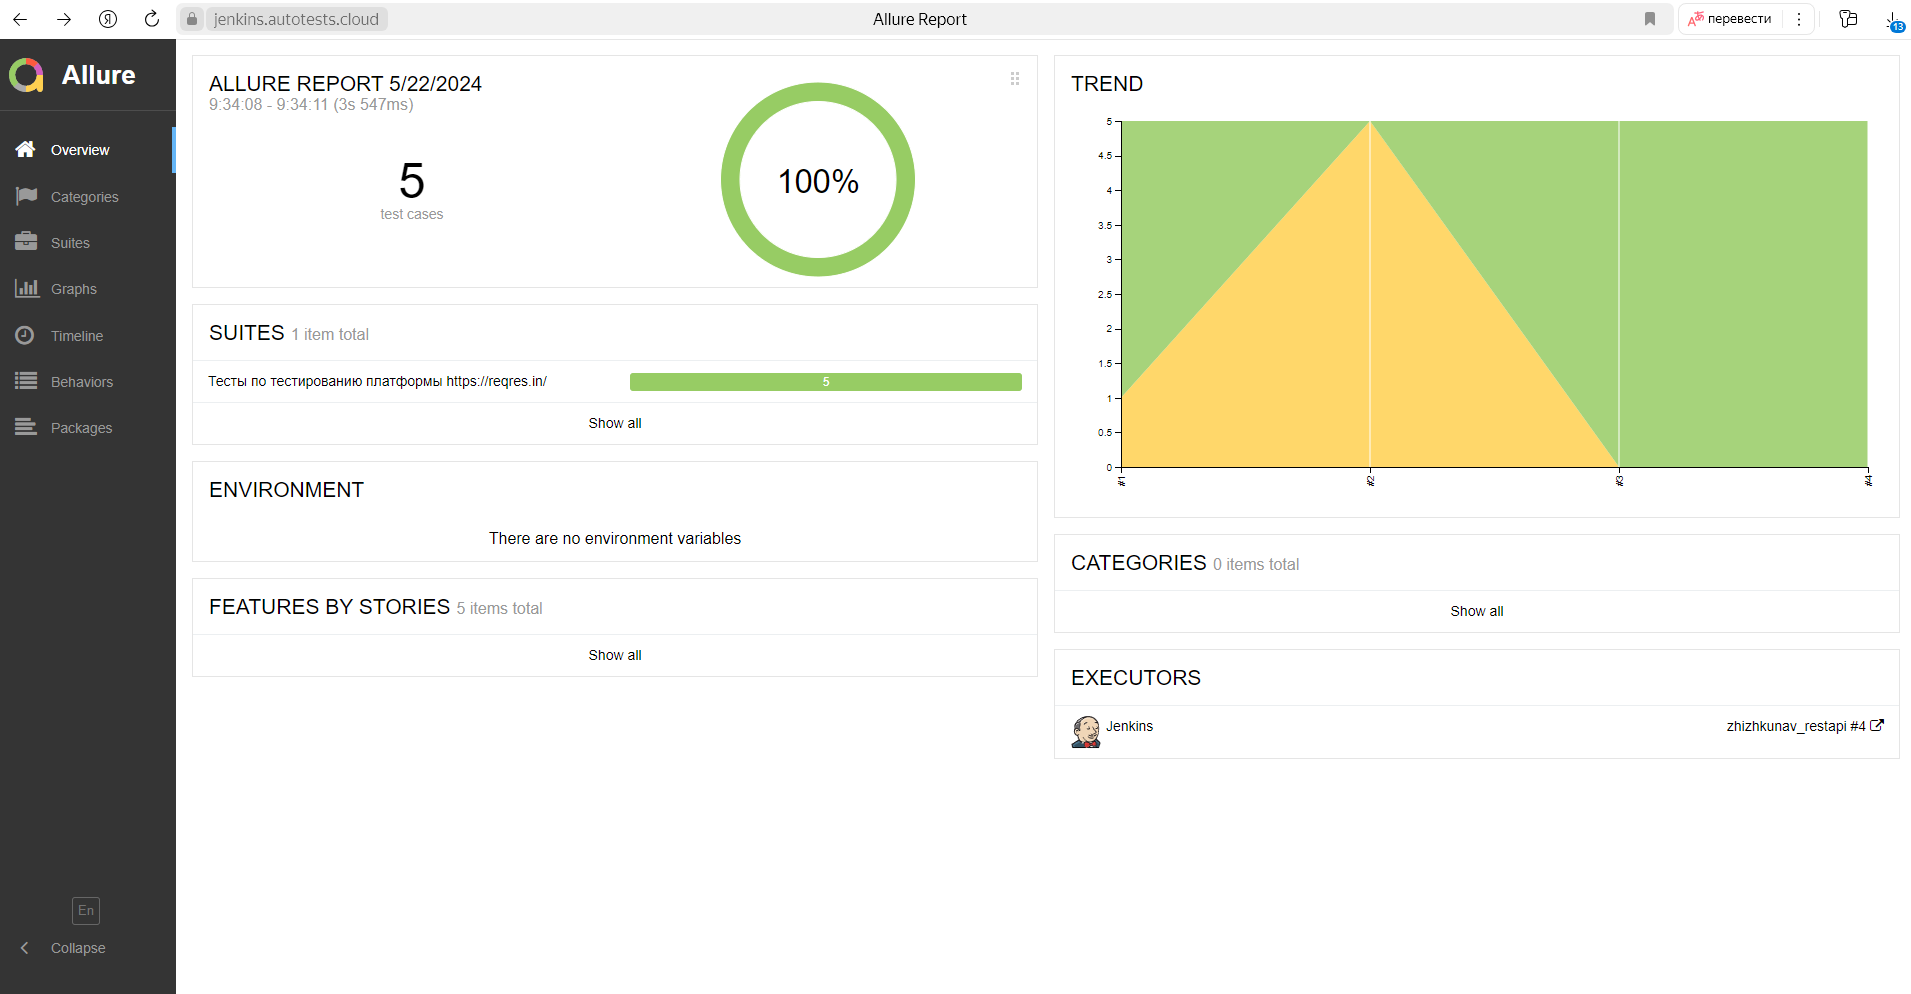 jenkins.autotests.cloud
Allure Report
перевести
13
Allure
Overview
Categories
Suites
Graphs
Timeline
Behaviors
Packages
En
Collapse
ALLURE REPORT 5/22/2024
9:34:08 - 9:34:11 (3s 547ms)
5
test cases
100%
SUITES 1 item total
Тесты по тестированию платформы https://reqres.in/
5
Show all
ENVIRONMENT
There are no environment variables
FEATURES BY STORIES 5 items total
Show all
TREND
5
4.5
4
3.5
3
2.5
2
1.5
1
0.5
0
#1
#2
#3
#4
CATEGORIES 0 items total
Show all
EXECUTORS
Jenkins
zhizhkunav_restapi #4